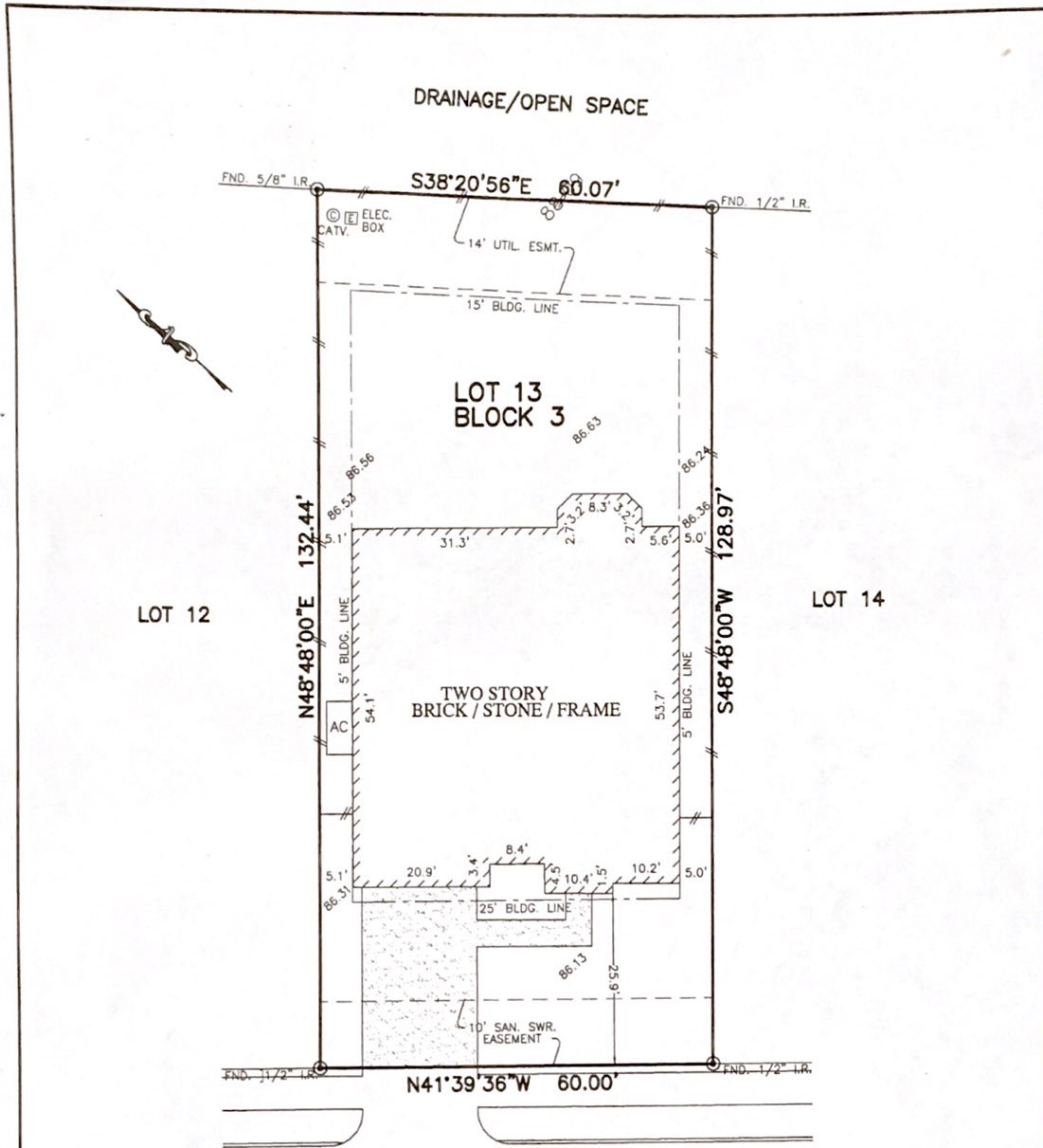 DRAINAGE/OPEN SPACE
FND. 5/8" I.R.
S38°20'56"E 60.07'
FND. 1/2" I.R.
© E ELEC.
CATV. BOX
14' UTIL. ESMT.
15' BLDG. LINE
LOT 13
BLOCK 3
86.63
86.56
86.24
86.53
86.36
8.3'
3.2'
3.2'
2.7'
2.7'
5.1'
31.3'
5.6'
5.0'
N48°48'00"E 132.44'
S48°48'00"W 128.97'
LOT 12
LOT 14
5' BLDG. LINE
5' BLDG. LINE
54.1'
53.7'
TWO STORY
BRICK / STONE / FRAME
AC
8.4'
5.1'
20.9'
3.4'
4.5'
10.4'
1.5'
10.2'
5.0'
86.31
25' BLDG. LINE
86.13
25.9'
10' SAN. SWR.
EASEMENT
FND. 1/2" I.R.
N41°39'36"W 60.00'
FND. 1/2" I.R.